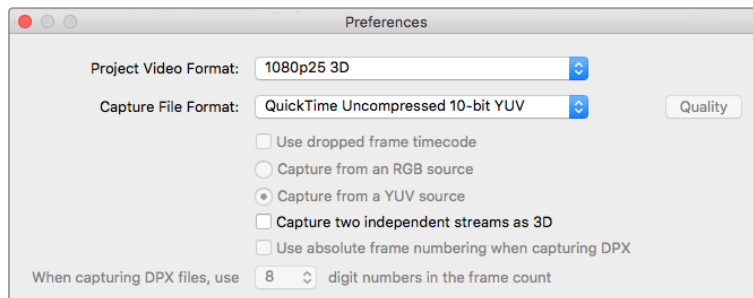 Preferences
Project Video Format: 1080p25 3D
Capture File Format: QuickTime Uncompressed 10-bit YUV Quality
Use dropped frame timecode
Capture from an RGB source
Capture from a YUV source
Capture two independent streams as 3D
Use absolute frame numbering when capturing DPX
When capturing DPX files, use 8 digit numbers in the frame count